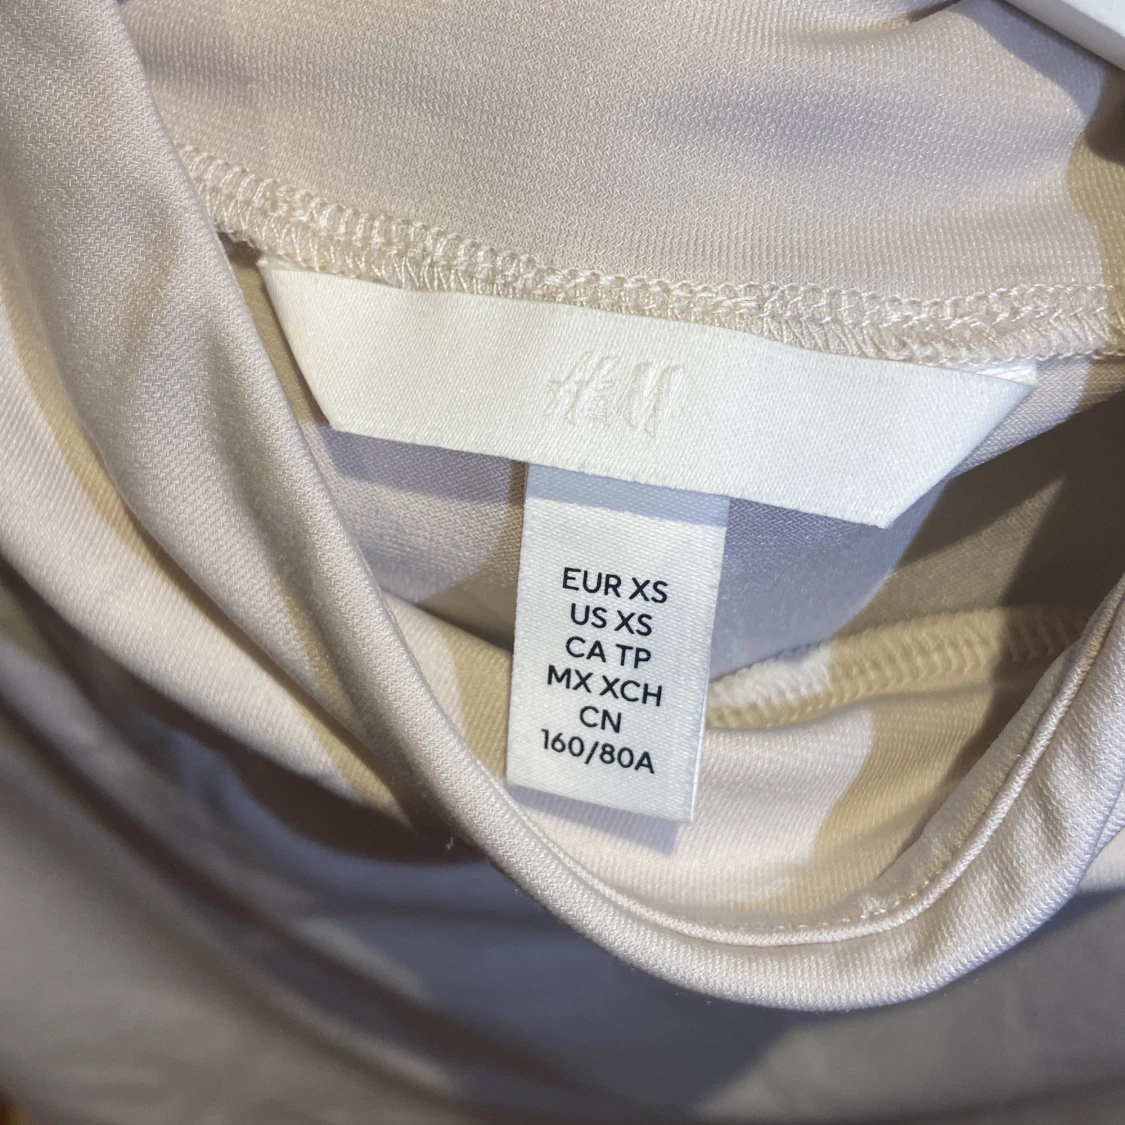 H&M
EUR XS
US XS
CA TP
MX XCH
CN
160/80A